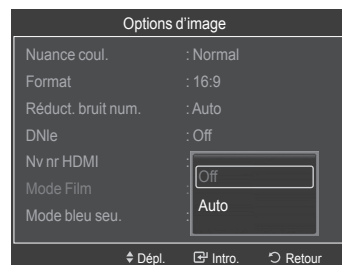 Options d'image
Nuance coul. : Normal
Format : 16:9
Réduct. bruit num. : Auto
DNIe : Off
Nv nr HDMI :
Off
Mode Film :
Auto
Mode bleu seu. :
Dépl. Intro. Retour